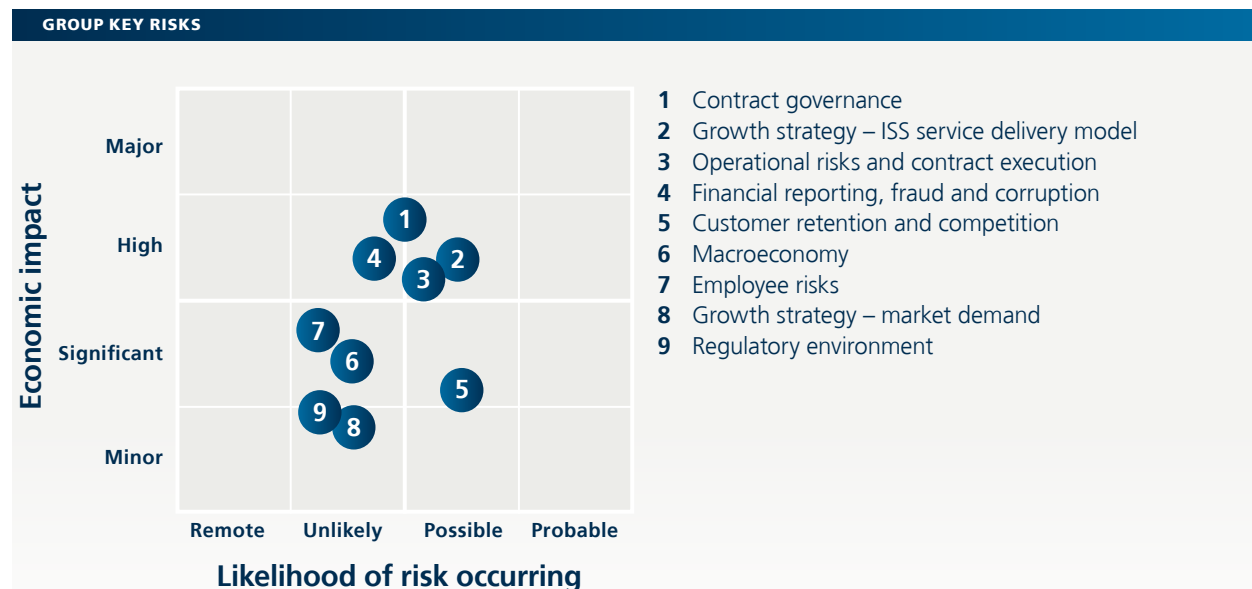 GROUP KEY RISKS
Economic impact
Major
High
Significant
Minor
1
4
2
3
7
6
5
9
8
Remote Unlikely Possible Probable
Likelihood of risk occurring
1 Contract governance
2 Growth strategy – ISS service delivery model
3 Operational risks and contract execution
4 Financial reporting, fraud and corruption
5 Customer retention and competition
6 Macroeconomy
7 Employee risks
8 Growth strategy – market demand
9 Regulatory environment